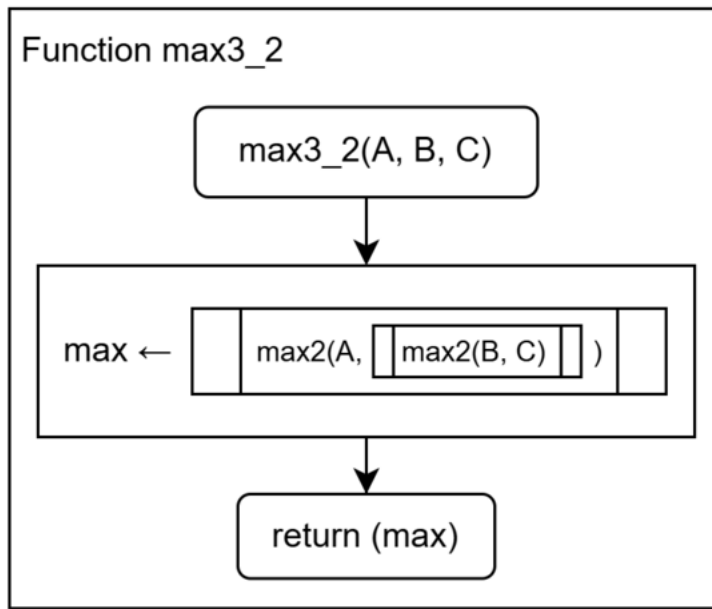 Function max3_2
max3_2(A, B, C)
max ← max2(A, max2(B, C) )
return (max)